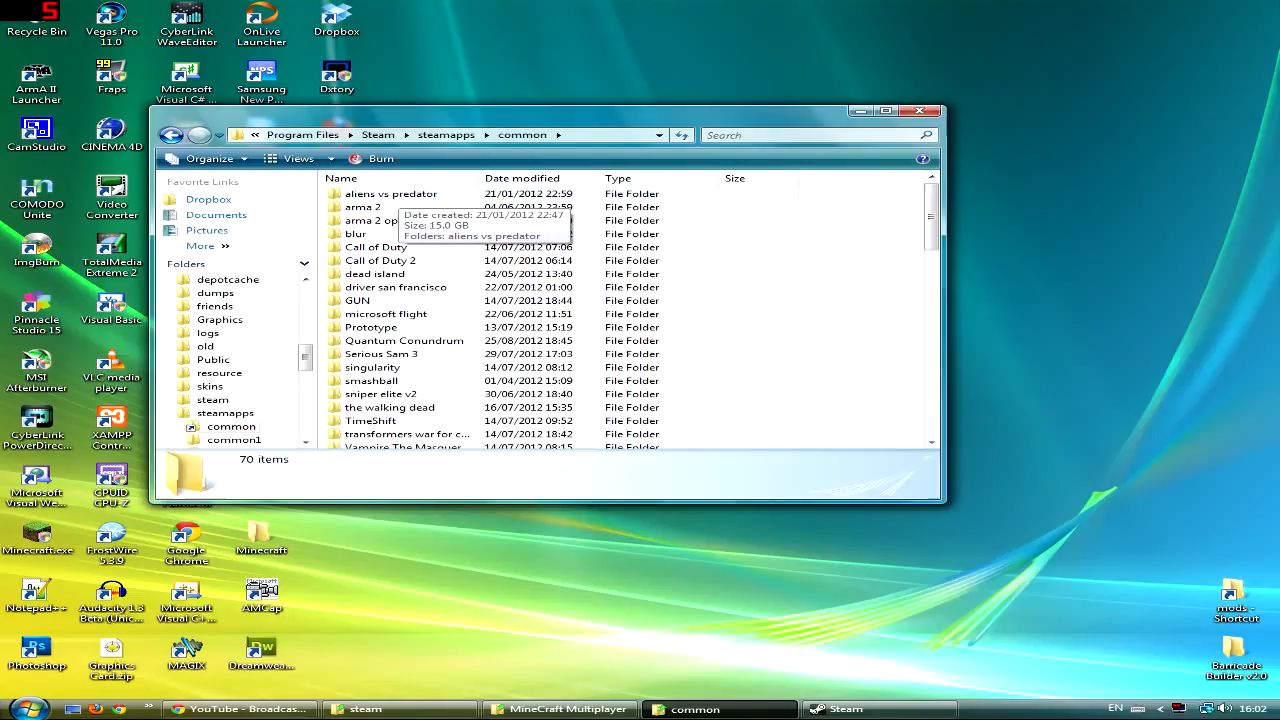 5
Recycle Bin
Vegas Pro
11.0
CyberLink
WaveEditor
OnLive
Launcher
Dropbox
ArmA II
Launcher
99
Fraps
Microsoft
Visual C# ...
NPS
Samsung
New P...
Dxtory
CamStudio
CINEMA 4D
COMODO
Unite
Video
Converter
ImgBurn
TotalMedia
Extreme 2
Pinnacle
Studio 15
Visual Basic
MSI
Afterburner
VLC media
player
CyberLink
PowerDirec...
XAMPP
Contr...
Microsoft
Visual We...
CPUID
CPU-Z
Minecraft.exe
FrostWire
5.3.9
Google
Chrome
Minecraft
Notepad++
Audacity 1.3
Beta (Unic...
Microsoft
Visual C+...
AMCap
Ps
Photoshop
Graphics
Card.zip
MAGIX
Dw
Dreamwea...
mods -
Shortcut
Barricade
Builder v2.0
« Program Files Steam steamapps common
Search
Organize Views Burn
Favorite Links
Dropbox
Documents
Pictures
More »
Folders
depotcache
dumps
friends
Graphics
logs
old
Public
resource
skins
steam
steamapps
common
common1
Name Date modified Type Size
aliens vs predator 21/01/2012 22:59 File Folder
arma 2 04/06/2012 23:59 File Folder
arma 2 op File Folder
blur File Folder
Call of Duty 14/07/2012 07:06 File Folder
Call of Duty 2 14/07/2012 06:14 File Folder
dead island 24/05/2012 13:40 File Folder
driver san francisco 22/07/2012 01:00 File Folder
GUN 14/07/2012 18:44 File Folder
microsoft flight 22/06/2012 11:51 File Folder
Prototype 13/07/2012 15:19 File Folder
Quantum Conundrum 25/08/2012 18:45 File Folder
Serious Sam 3 29/07/2012 17:03 File Folder
singularity 14/07/2012 08:12 File Folder
smashball 01/04/2012 15:09 File Folder
sniper elite v2 30/06/2012 18:40 File Folder
the walking dead 16/07/2012 15:35 File Folder
TimeShift 14/07/2012 09:52 File Folder
transformers war for c... 14/07/2012 18:42 File Folder
Vampire The Masquer... 14/07/2012 08:15 File Folder
Date created: 21/01/2012 22:47
Size: 15.0 GB
Folders: aliens vs predator
70 items
YouTube - Broadcas...
steam
MineCraft Multiplayer
common
Steam
EN
16:02